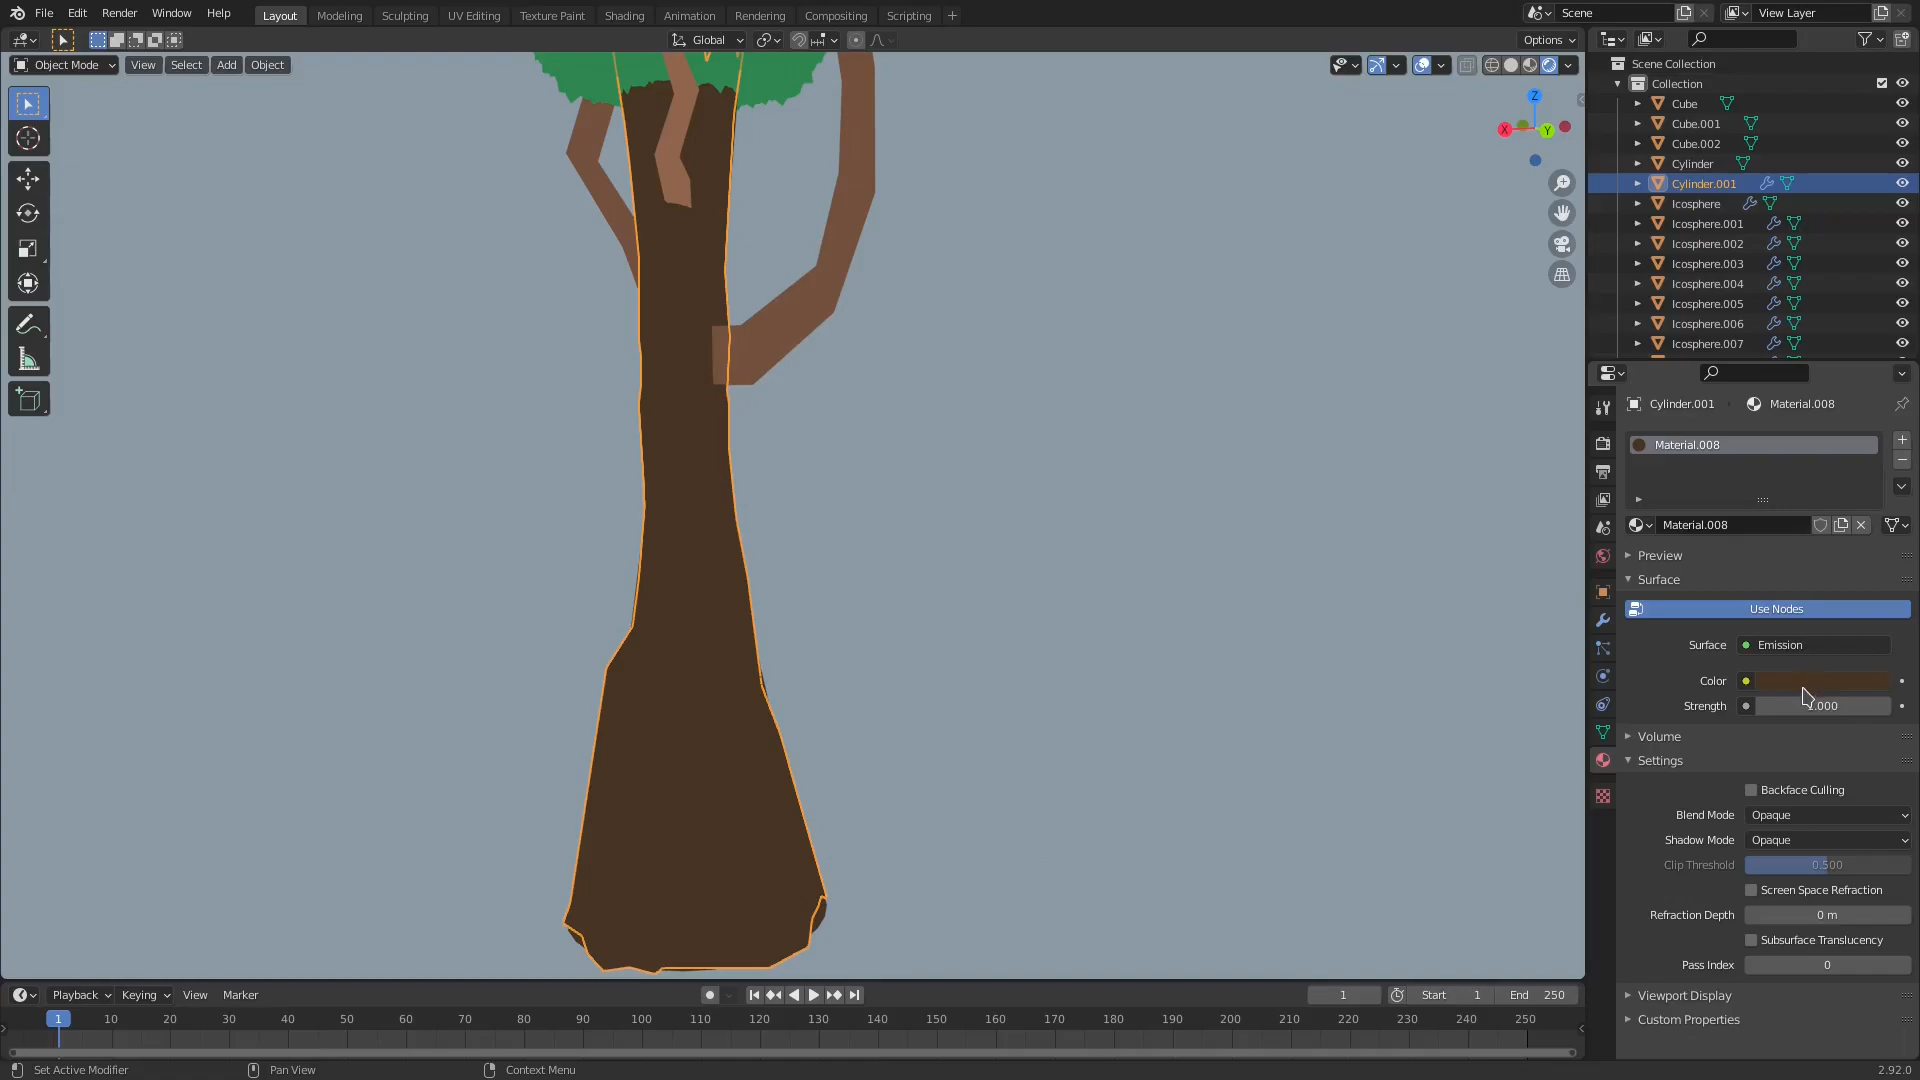 File Edit Render Window Help Layout Modeling Sculpting UV Editing Texture Paint Shading Animation Rendering Compositing Scripting + Scene View Layer
Global Options
Object Mode View Select Add Object
Z
X Y
Scene Collection
Collection
Cube
Cube.001
Cube.002
Cylinder
Cylinder.001
Icosphere
Icosphere.001
Icosphere.002
Icosphere.003
Icosphere.004
Icosphere.005
Icosphere.006
Icosphere.007
Cylinder.001 Material.008
Material.008
Material.008
Preview
Surface
Use Nodes
Surface Emission
Color
Strength 1.000
Volume
Settings
Backface Culling
Blend Mode Opaque
Shadow Mode Opaque
Clip Threshold 0.500
Screen Space Refraction
Refraction Depth 0 m
Subsurface Translucency
Pass Index 0
Viewport Display
Custom Properties
Playback Keying View Marker 1 Start 1 End 250
1 10 20 30 40 50 60 70 80 90 100 110 120 130 140 150 160 170 180 190 200 210 220 230 240 250
Set Active Modifier Pan View Context Menu 2.92.0